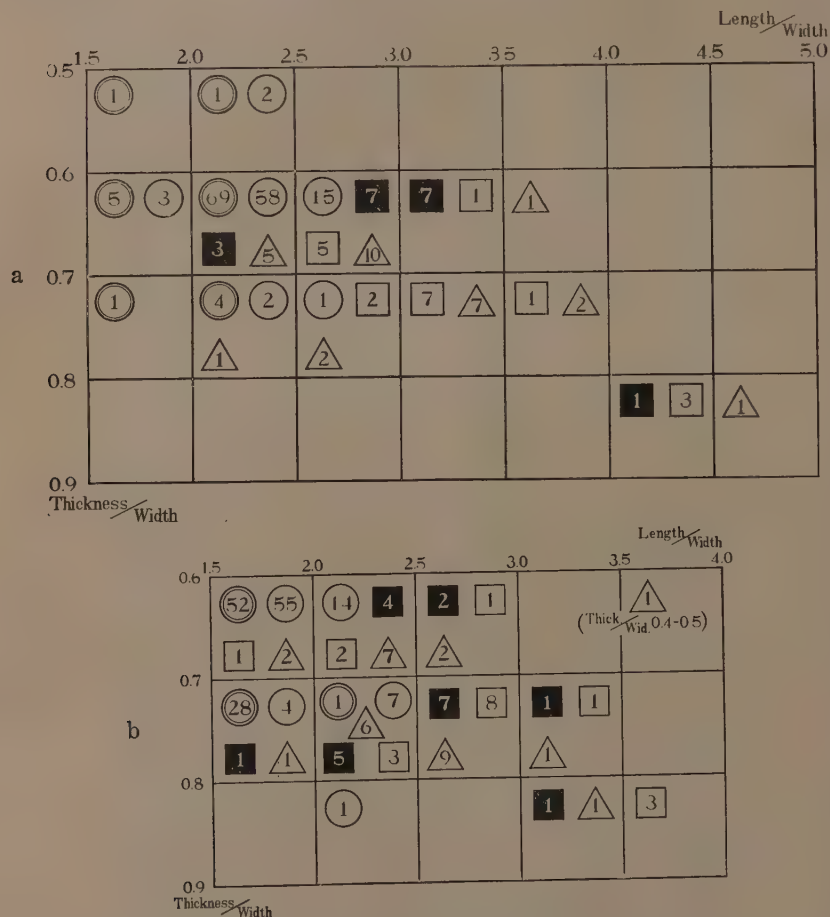 Length/Width
1.5 2.0 2.5 3.0 3.5 4.0 4.5 5.0
0.5
1 1 2
0.6
5 3 69 58 15 7 7 1 1
3 5 5 10
a
0.7
1 4 2 1 2 7 7 1 2
1 2
0.8
1 3 1
0.9
Thickness/Width
Length/Width
1.5 2.0 2.5 3.0 3.5 4.0
0.6
52 55 14 4 2 1 1
(Thick/Wid. 0.4-0.5)
1 2 2 7 2
0.7
28 4 1 7 7 8 1 1
b
6
1 1 5 3 9 1
0.8
1 1 1 3
0.9
Thickness/Width